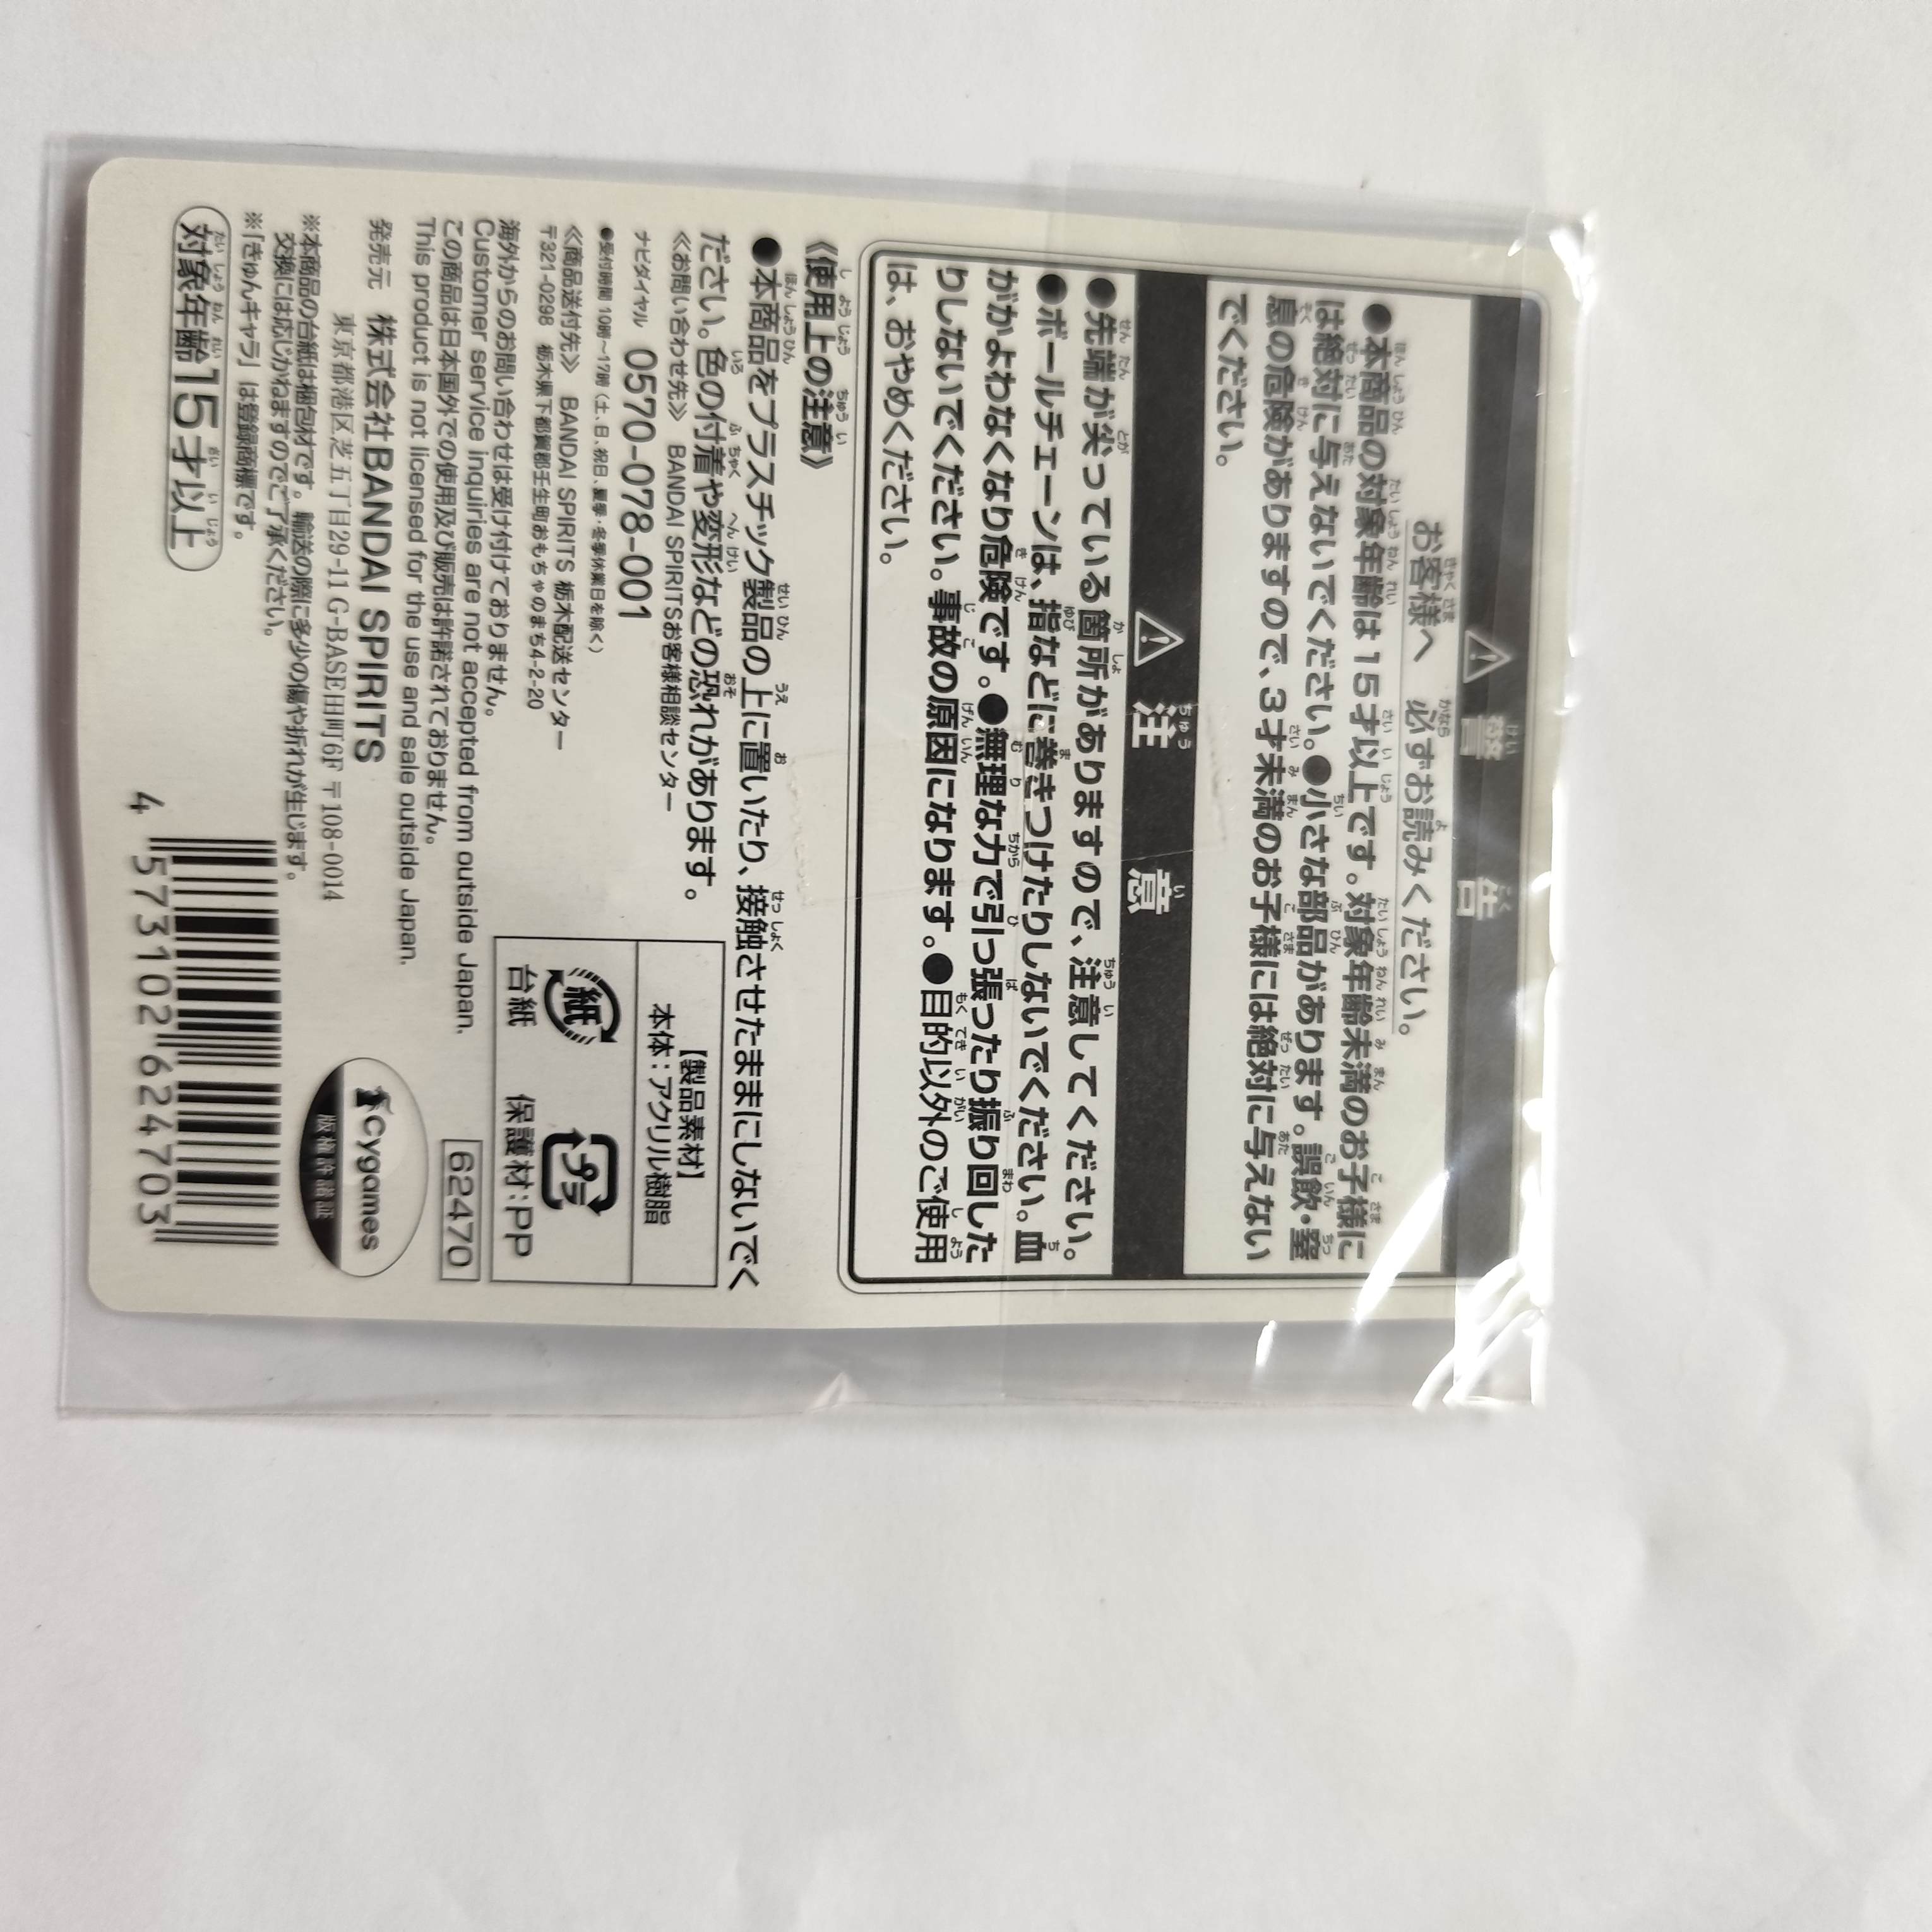 警告
お客様へ 必ずお読みください。
●本商品の対象年齢は15才以上です。対象年齢未満のお子様に
は絶対に与えないでください。●小さな部品があります。誤飲・窒
息の危険がありますので、3才未満のお子様には絶対に与えない
でください。
注意
●先端が尖っている箇所がありますので、注意してください。
●ボールチェーンは、指などに巻きつけたりしないでください。血
がかよわなくなり危険です。●無理な力で引っ張ったり振り回した
りしないでください。事故の原因になります。●目的以外のご使用
は、おやめください。
《使用上の注意》
●本商品をプラスチック製品の上に置いたり、接触させたままにしないでく
ださい。色の付着や変形などの恐れがあります。
《お問い合わせ先》 BANDAI SPIRITSお客様相談センター
ナビダイヤル 0570-078-001
●受付時間 10時〜17時(土、日、祝日、夏季・冬季休業日を除く)
《商品送付先》 BANDAI SPIRITS 栃木配送センター
〒321-0298 栃木県下都賀郡壬生町おもちゃのまち4-2-20
海外からのお問い合わせは受け付けておりません。
Customer service inquiries are not accepted from outside Japan.
この商品は日本国外での使用及び販売は許諾されておりません。
This product is not licensed for the use and sale outside Japan.
発売元 株式会社BANDAI SPIRITS
東京都港区芝五丁目29-11 G-BASE田町6F 〒108-0014
※本商品の台紙は梱包材です。輸送の際に多少の傷や折れが生じます。
交換には応じかねますのでご了承ください。
※「きゅんキャラ」は登録商標です。
対象年齢15才以上
【製品素材】
本体：アクリル樹脂
紙
台紙
プラ
保護材：PP
62470
Cygames
版権許諾証
4 573102 624703